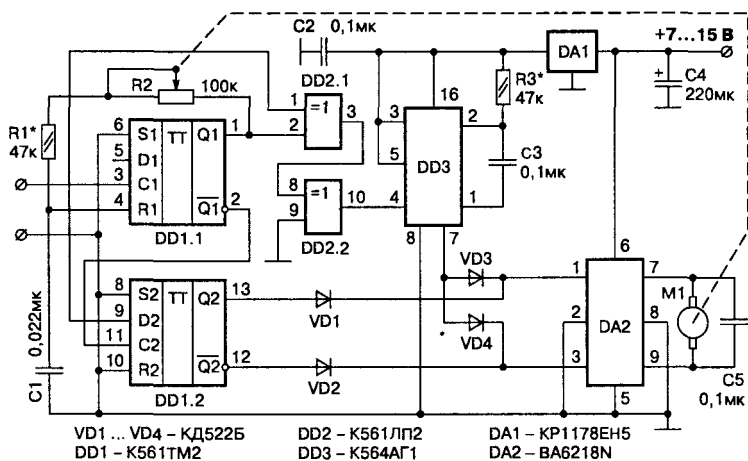 C2 0,1мк
+7...15 В
DA1
R2 100к
DD2.1
=1
1
2
3
R3*
47к
C4
220мк
R1*
47к
6 S1 TT Q1 1
5 D1
3 C1
4 R1 Q1 2
DD1.1
16
3
5
4
2
1
8
7
DD3
C3
0,1мк
8
9
=1
10
DD2.2
8 S2 TT Q2 13
9 D2
11 C2
10 R2 Q2 12
DD1.2
VD1
VD2
VD3
VD4
1
2
3
6
7
8
9
5
DA2
M1
C5
0,1мк
C1 0,022мк
VD1 ... VD4 – КД522Б
DD1 – К561ТМ2
DD2 – К561ЛП2
DD3 – К564АГ1
DA1 – КР1178ЕН5
DA2 – BA6218N